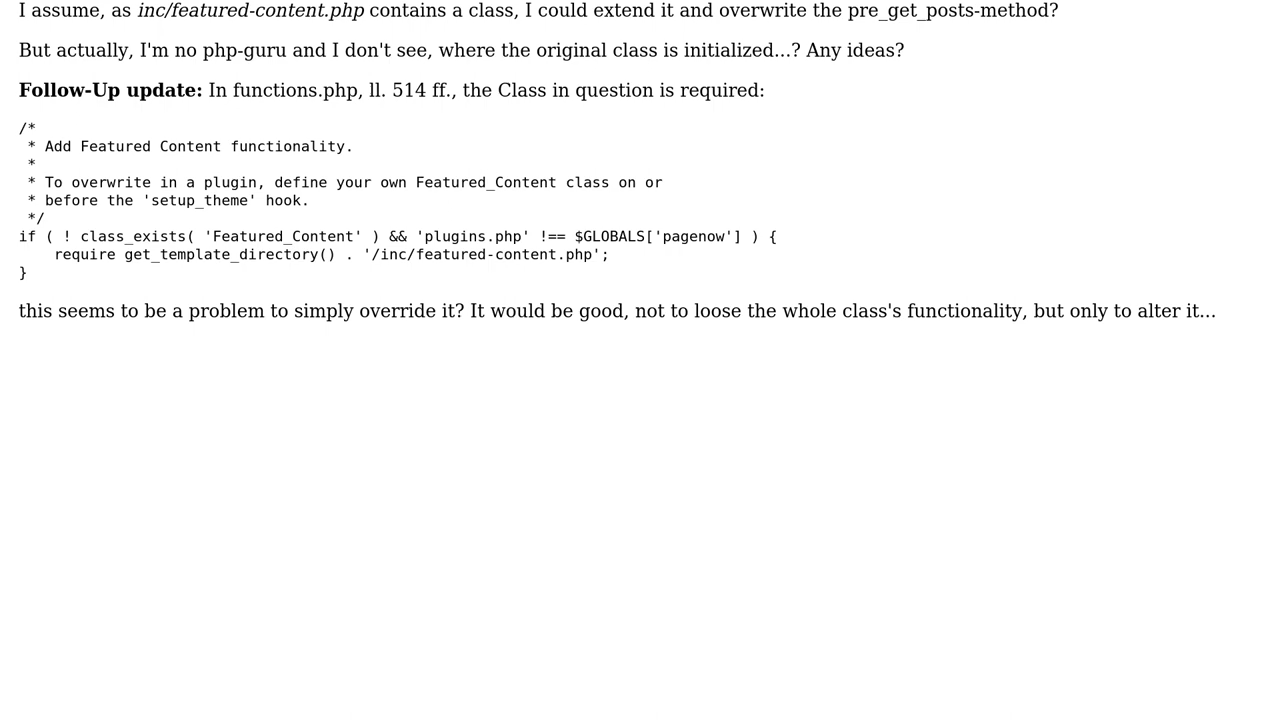 I assume, as inc/featured-content.php contains a class, I could extend it and overwrite the pre_get_posts-method?
But actually, I'm no php-guru and I don't see, where the original class is initialized...? Any ideas?
Follow-Up update: In functions.php, ll. 514 ff., the Class in question is required:
/*
 * Add Featured Content functionality.
 *
 * To overwrite in a plugin, define your own Featured_Content class on or
 * before the 'setup_theme' hook.
 */
if ( ! class_exists( 'Featured_Content' ) && 'plugins.php' !== $GLOBALS['pagenow'] ) {
    require get_template_directory() . '/inc/featured-content.php';
}
this seems to be a problem to simply override it? It would be good, not to loose the whole class's functionality, but only to alter it...